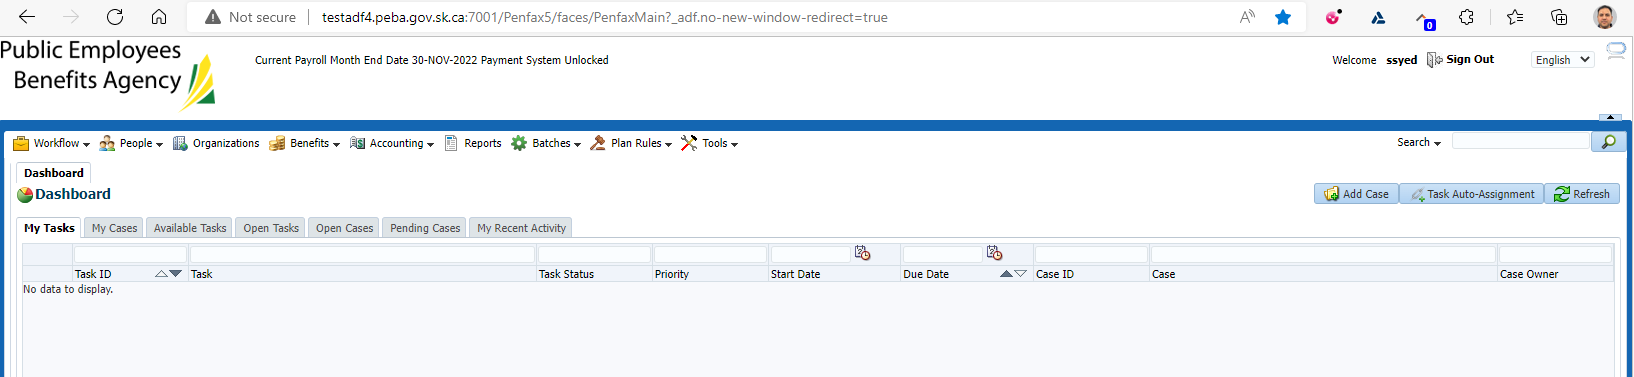 Not secure testadf4.peba.gov.sk.ca:7001/Penfax5/faces/PenfaxMain?_adf.no-new-window-redirect=true
0
Public Employees
Benefits Agency
Current Payroll Month End Date 30-NOV-2022 Payment System Unlocked
Welcome ssyed Sign Out English
Workflow People Organizations Benefits Accounting Reports Batches Plan Rules Tools Search
Dashboard
Dashboard
Add Case Task Auto-Assignment Refresh
My Tasks My Cases Available Tasks Open Tasks Open Cases Pending Cases My Recent Activity
Task ID Task Task Status Priority Start Date Due Date Case ID Case Case Owner
No data to display.